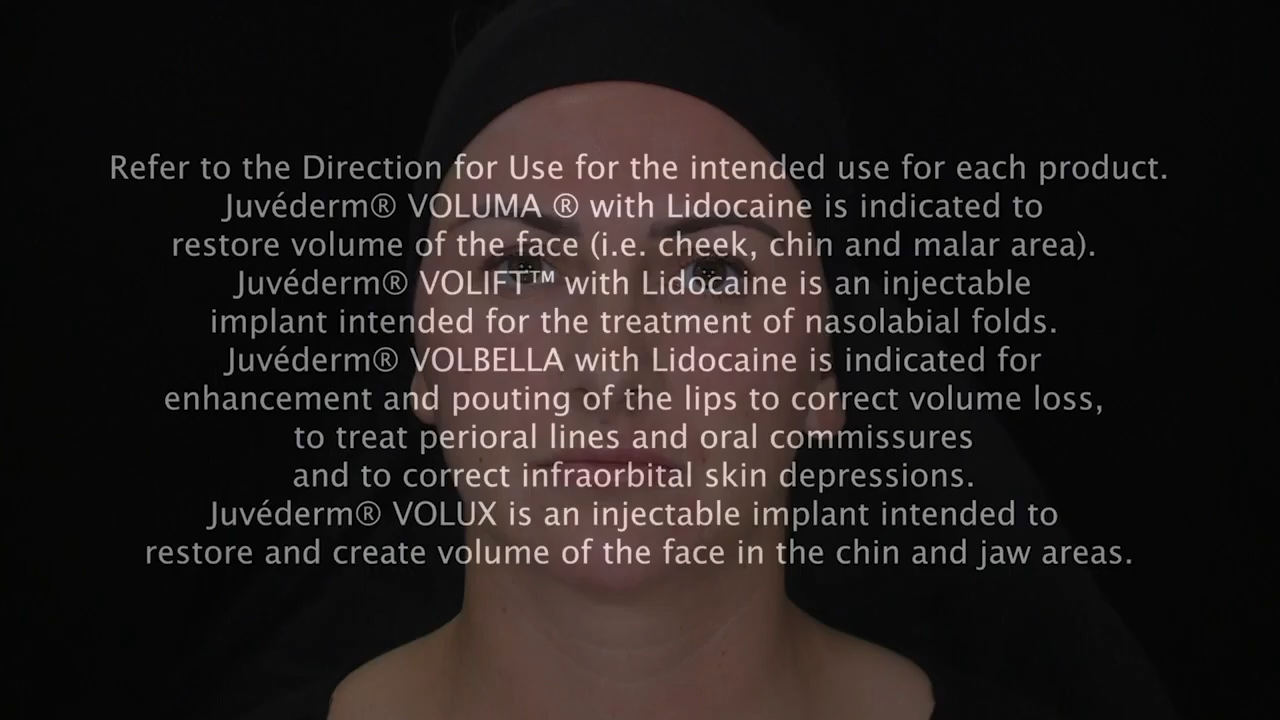 Refer to the Direction for Use for the intended use for each product.
Juvéderm® VOLUMA ® with Lidocaine is indicated to
restore volume of the face (i.e. cheek, chin and malar area).
Juvéderm® VOLIFT™ with Lidocaine is an injectable
implant intended for the treatment of nasolabial folds.
Juvéderm® VOLBELLA with Lidocaine is indicated for
enhancement and pouting of the lips to correct volume loss,
to treat perioral lines and oral commissures
and to correct infraorbital skin depressions.
Juvéderm® VOLUX is an injectable implant intended to
restore and create volume of the face in the chin and jaw areas.